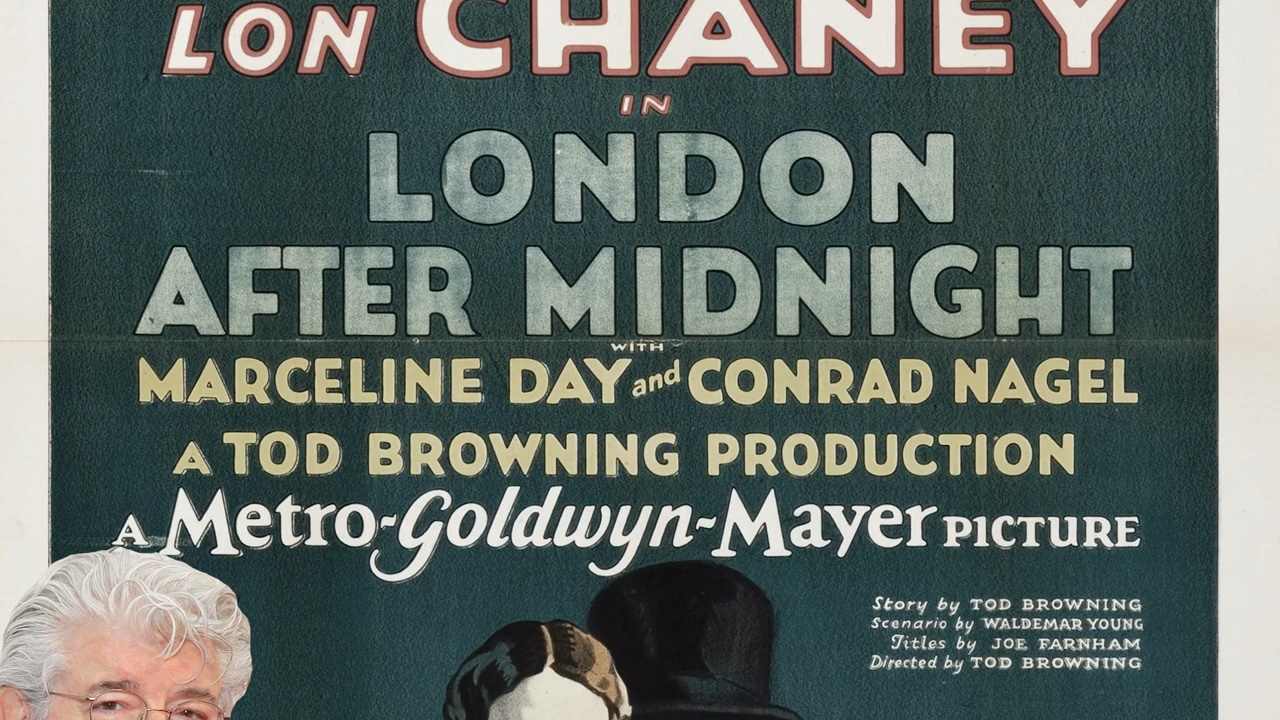 LON CHANEY
IN
LONDON
AFTER MIDNIGHT
WITH
MARCELINE DAY and CONRAD NAGEL
A TOD BROWNING PRODUCTION
A Metro-Goldwyn-Mayer PICTURE
Story by TOD BROWNING
Scenario by WALDEMAR YOUNG
Titles by JOE FARNHAM
Directed by TOD BROWNING